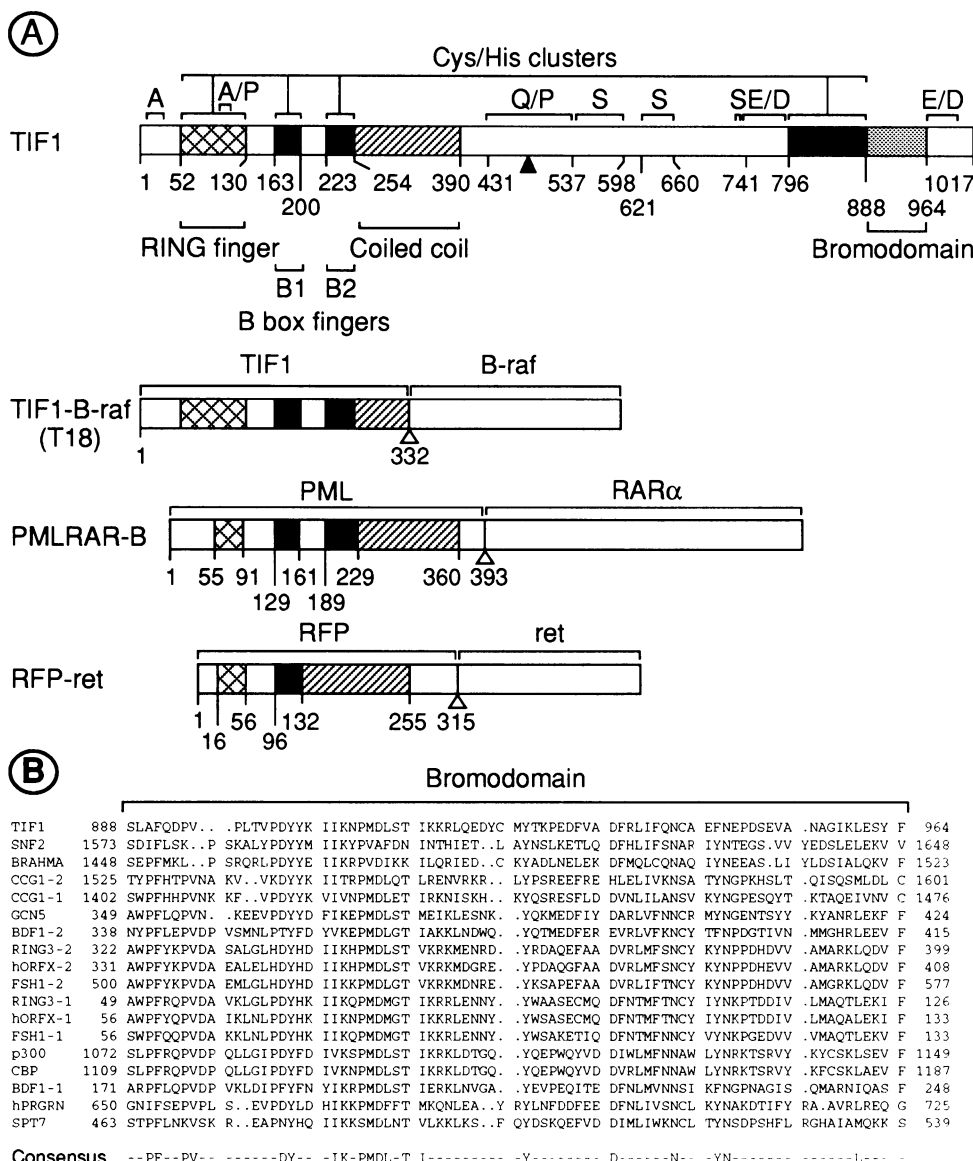 A
Cys/His clusters
A A/P Q/P S S SE/D E/D
TIF1
1 52 130 163 223 254 390 431 537 598 660 741 796 1017
200 621 888 964
RING finger Coiled coil Bromodomain
B1 B2
B box fingers
TIF1 B-raf
TIF1-B-raf
(T18)
1 332
PML RARα
PMLRAR-B
1 55 91 161 229 360 393
129 189
RFP ret
RFP-ret
1 56 132 255 315
16 96
B
Bromodomain
TIF1 888 SLAFQDPV.. .PLTVPDYYK IIKNPMDLST IKKRLQEDYC MYTKPEDFVA DFRLIFQNCA EFNEPDSEVA .NAGIKLESY F 964
SNF2 1573 SDIFLSK..P SKALYPDYYM IIKYPVAFDN INTHIET..L AYNSLKETLQ DFHLIFSNAR IYNTEGS.VV YEDSLELEKV V 1648
BRAHMA 1448 SEPFMKL..P SRQRLPDYYE IIKRPVDIKK ILQRIED..C KYADLNELEK DFMQLCQNAQ IYNEEAS.LI YLDSIALQKV F 1523
CCG1-2 1525 TYPFHTPVNA KV..VKDYYK IITRPMDLQT LRENVRKR.. LYPSREEFRE HLELIVKNSA TYNGPKHSLT .QISQSMLDL C 1601
CCG1-1 1402 SWPFHHPVNK KF..VPDYYK VIVNPMDLET IRKNISKH.. KYQSRESFLD DVNLILANSV KYNGPESQYT .KTAQEIVNV C 1476
GCN5 349 AWPFLQPVN. .KEEVPDYYD FIKEPMDLST MEIKLESNK. .YQKMEDFIY DARLVFNNCR MYNGENTSYY .KYANRLEKF F 424
BDF1-2 338 NYPFLEPVDP VSMNLPTYFD YVKEPMDLGT IAKKLNDWQ. .YQTMEDFER EVRLVFKNCY TFNPDGTIVN .MMGHRLEEV F 415
RING3-2 322 AWPFYKPVDA SALGLHDYHD IIKHPMDLST VKRKMENRD. .YRDAQEFAA DVRLMFSNCY KYNPPDHDVV .AMARKLQDV F 399
hORFX-2 331 AWPFYKPVDA EALELHDYHD IIKHPMDLST VKRKMDGRE. .YPDAQGFAA DVRLMFSNCY KYNPPDHEVV .AMARKLQDV F 408
FSH1-2 500 AWPFYKPVDA EMLGLHDYHD IIKKPMDLGT VKRKMDNRE. .YKSAPEFAA DVRLIFTNCY KYNPPDHDVV .AMGRKLQDV F 577
RING3-1 49 AWPFRQPVDA VKLGLPDYHK IIKQPMDMGT IKRRLENNY. .YWAASECMQ DFNTMFTNCY IYNKPTDDIV .LMAQTLEKI F 126
hORFX-1 56 AWPFYQPVDA IKLNLPDYHK IIKNPMDMGT IKRRLENNY. .YWSASECMQ DFNTMFTNCY IYNKPTDDIV .LMAQALEKI F 133
FSH1-1 56 SWPFQQPVDA KKLNLPDYHK IIKQPMDMGT IKKRLENNY. .YWSAKETIQ DFNTMFNNCY VYNKPGEDVV .VMAQTLEKV F 133
p300 1072 SLPFRQPVDP QLLGIPDYFD IVKSPMDLST IKRKLDTGQ. .YQEPWQYVD DIWLMFNNAW LYNRKTSRVY .KYCSKLSEV F 1149
CBP 1109 SLPFRQPVDP QLLGIPDYFD IVKNPMDLST IKRKLDTGQ. .YQEPWQYVD DVRLMFNNAW LYNRKTSRVY .KFCSKLAEV F 1187
BDF1-1 171 ARPFLQPVDP VKLDIPFYFN YIKRPMDLST IERKLNVGA. .YEVPEQITE DFNLMVNNSI KFNGPNAGIS .QMARNIQAS F 248
hPRGRN 650 GNIFSEPVPL S..EVPDYLD HIKKPMDFFT MKQNLEA..Y RYLNFDDFEE DFNLIVSNCL KYNAKDTIFY RA.AVRLREQ G 725
SPT7 463 STPFLNKVSK R..EAPNYHQ IIKKSMDLNT VLKKLKS..F QYDSKQEFVD DIMLIWKNCL TYNSDPSHFL RGHAIAMQKK S 539
Consensus --PF--PV-- -----DY-- -IK-PMDL-T I--------- -Y-------- D-----N--- -YN------- ------L--- -